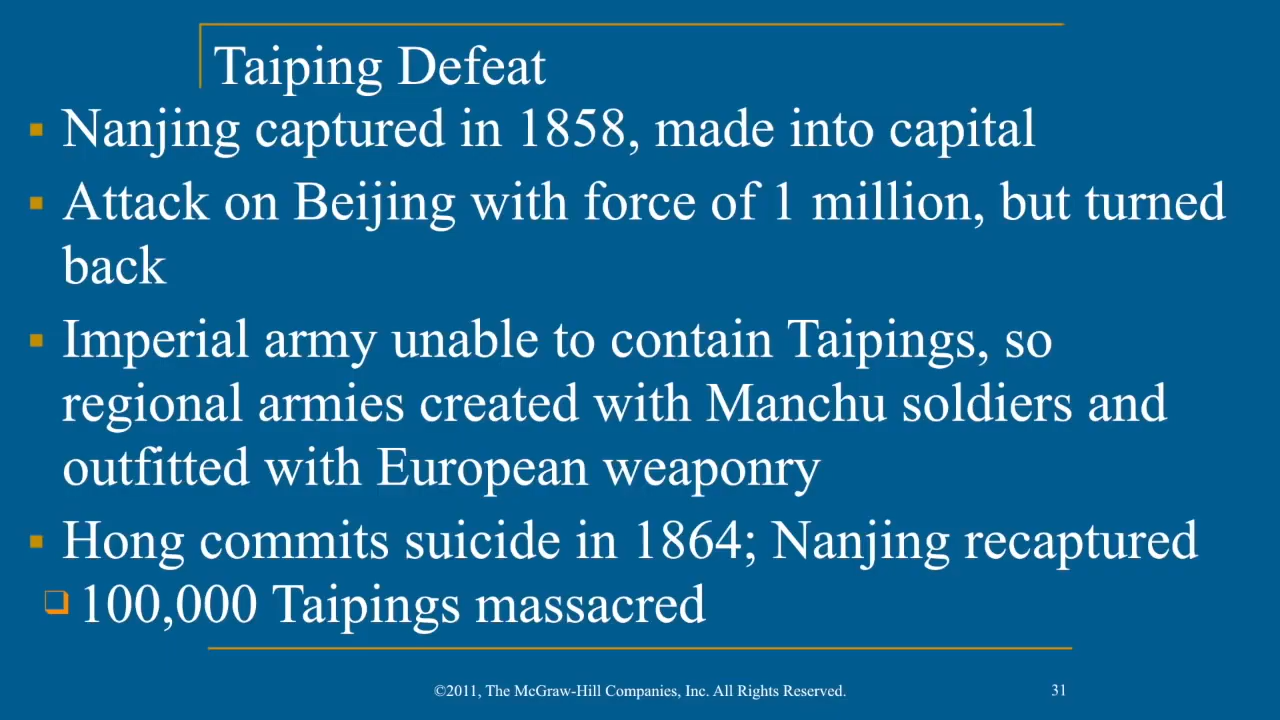 Taiping Defeat
Nanjing captured in 1858, made into capital
Attack on Beijing with force of 1 million, but turned
back
Imperial army unable to contain Taipings, so
regional armies created with Manchu soldiers and
outfitted with European weaponry
Hong commits suicide in 1864; Nanjing recaptured
100,000 Taipings massacred
©2011, The McGraw-Hill Companies, Inc. All Rights Reserved.
31